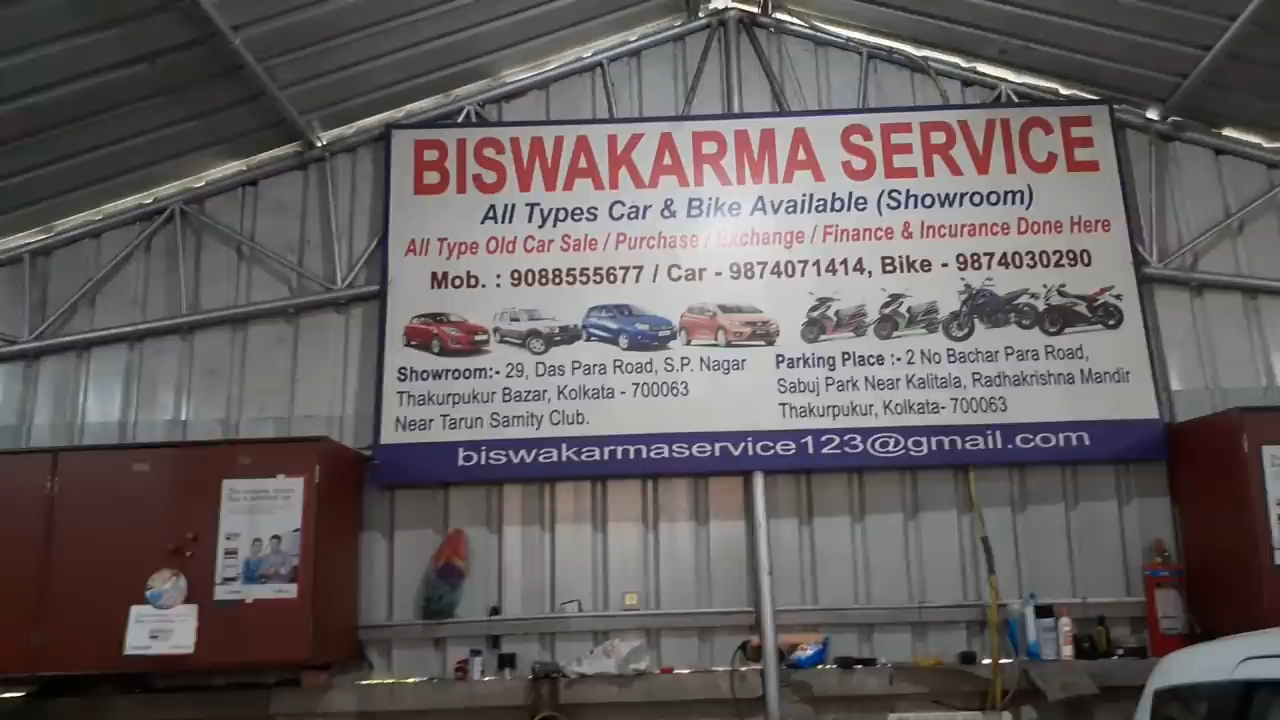 BISWAKARMA SERVICE
All Types Car & Bike Available (Showroom)
All Type Old Car Sale / Purchase / Exchange / Finance & Incurance Done Here
Mob. : 9088555677 / Car - 9874071414, Bike - 9874030290
Showroom:- 29, Das Para Road, S.P. Nagar
Thakurpukur Bazar, Kolkata - 700063
Near Tarun Samity Club.
Parking Place :- 2 No Bachar Para Road,
Sabuj Park Near Kalitala, Radhakrishna Mandir
Thakurpukur, Kolkata- 700063
biswakarmaservice123@gmail.com